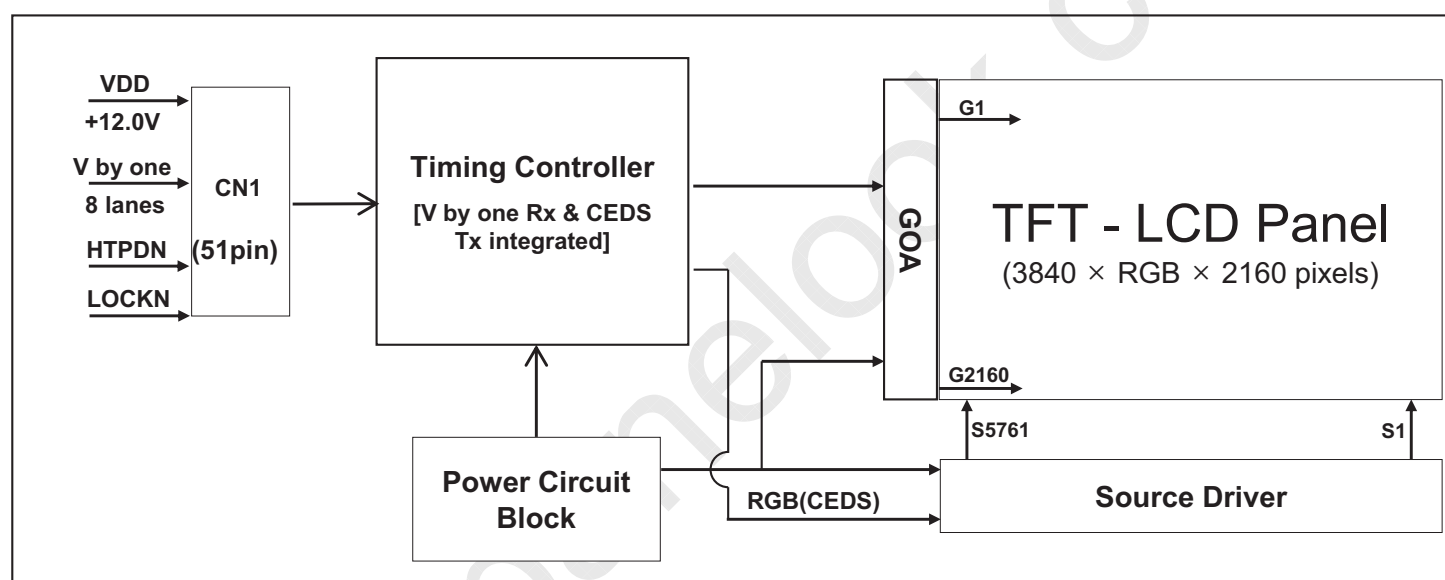 VDD
+12.0V
V by one
8 lanes
HTPDN
LOCKN
CN1
(51pin)
Timing Controller
[V by one Rx & CEDS
Tx integrated]
Power Circuit
Block
RGB(CEDS)
GOA
G1
TFT - LCD Panel
(3840 × RGB × 2160 pixels)
G2160
S5761
S1
Source Driver
panelook c